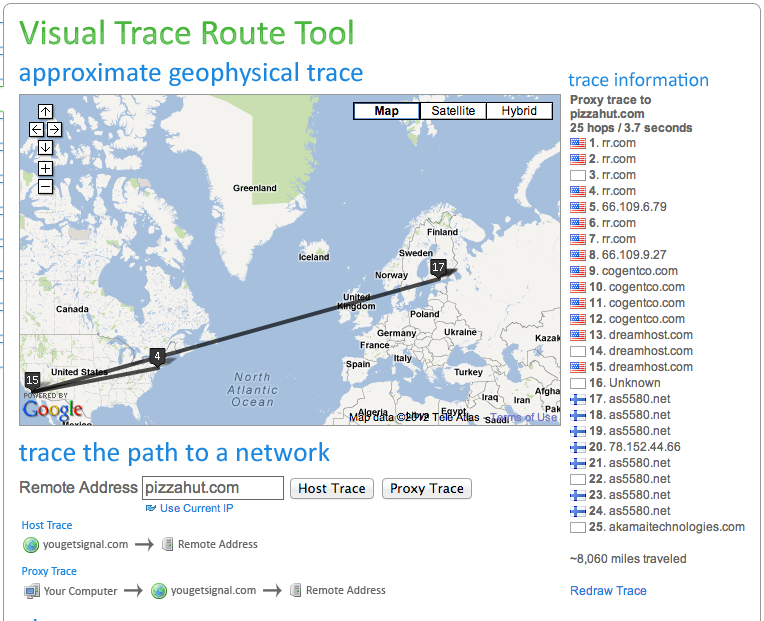 Visual Trace Route Tool
approximate geophysical trace
Map Satellite Hybrid
Greenland
Iceland
Finland
Sweden
17
Norway
United
Kingdom
Poland
Canada
Germany
Ukraine
Kazak
France
Italy
4
Spain
Turkey
United States
15
North
Atlantic
Ocean
Iraq
Iran
Afgha
Pak
POWERED BY
Google
Algeria
Libya
Egypt
Saudi
Mexico
Map data ©2012 Tele Atlas - Terms of Use
trace information
Proxy trace to
pizzahut.com
25 hops / 3.7 seconds
1. rr.com
2. rr.com
3. rr.com
4. rr.com
5. 66.109.6.79
6. rr.com
7. rr.com
8. 66.109.9.27
9. cogentco.com
10. cogentco.com
11. cogentco.com
12. cogentco.com
13. dreamhost.com
14. dreamhost.com
15. dreamhost.com
16. Unknown
17. as5580.net
18. as5580.net
19. as5580.net
20. 78.152.44.66
21. as5580.net
22. as5580.net
23. as5580.net
24. as5580.net
25. akamaitechnologies.com
~8,060 miles traveled
Redraw Trace
trace the path to a network
Remote Address pizzahut.com Host Trace Proxy Trace
Use Current IP
Host Trace
yougetsignal.com Remote Address
Proxy Trace
Your Computer yougetsignal.com Remote Address